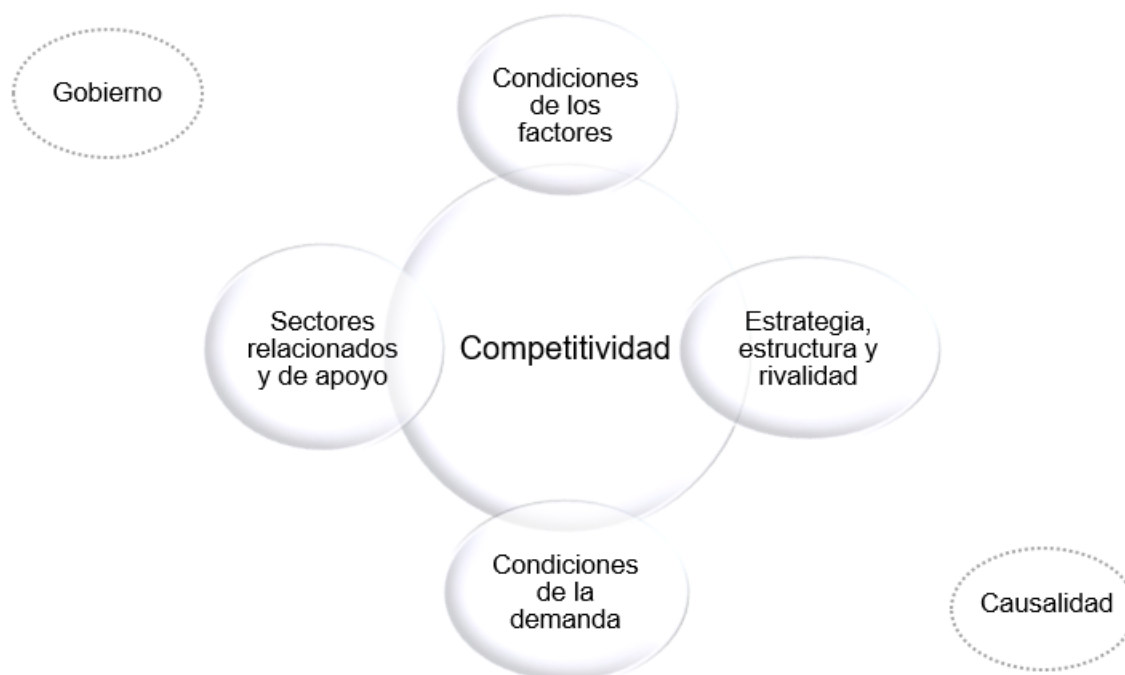 Gobierno
Condiciones
de los
factores
Sectores
relacionados
y de apoyo
Competitividad
Estrategia,
estructura y
rivalidad
Condiciones
de la
demanda
Causalidad